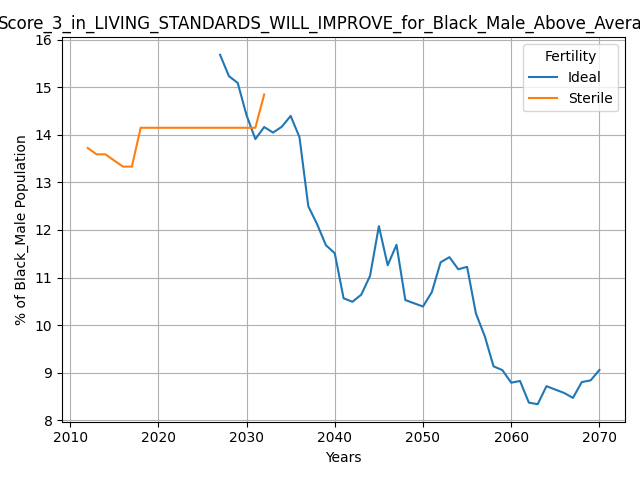 Score_3_in_LIVING_STANDARDS_WILL_IMPROVE_for_Black_Male_Above_Avera
16
15
14
13
12
11
10
9
8
% of Black_Male Population
2010
2020
2030
2040
2050
2060
2070
Years
Fertility
Ideal
Sterile